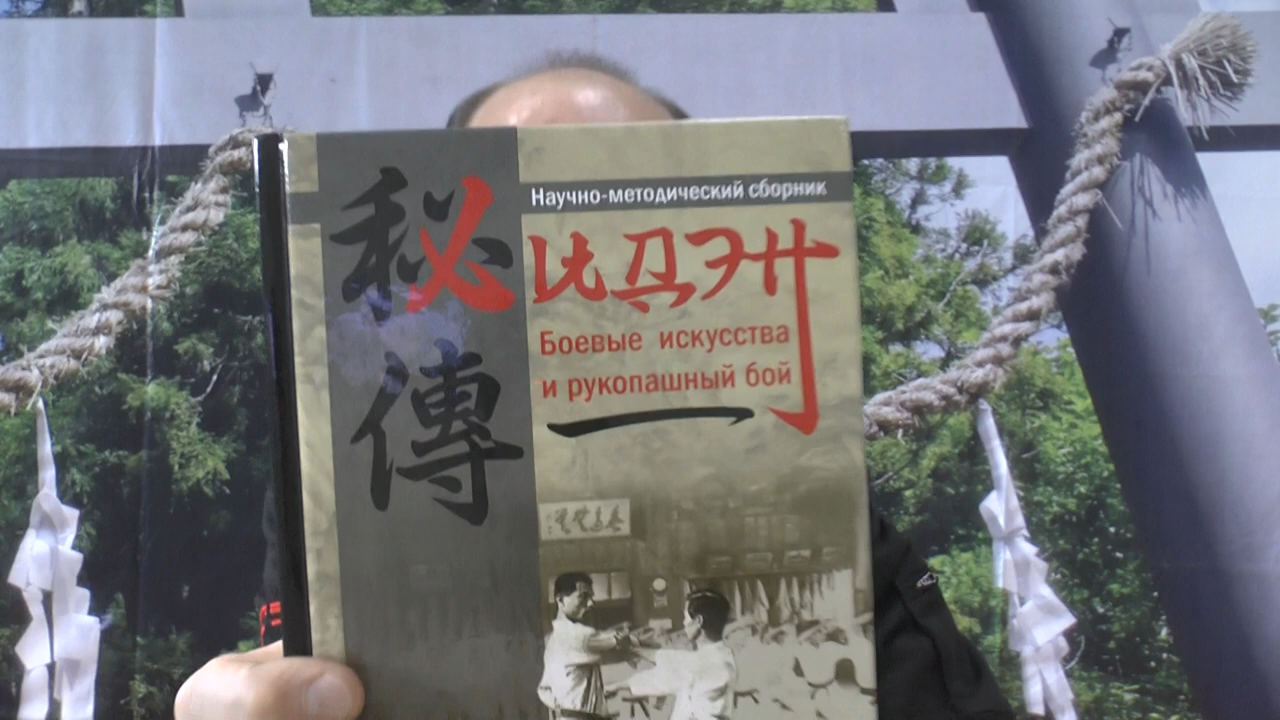 秘傳
Научно-методический сборник
ХИДЭН
Боевые искусства
и рукопашный бой